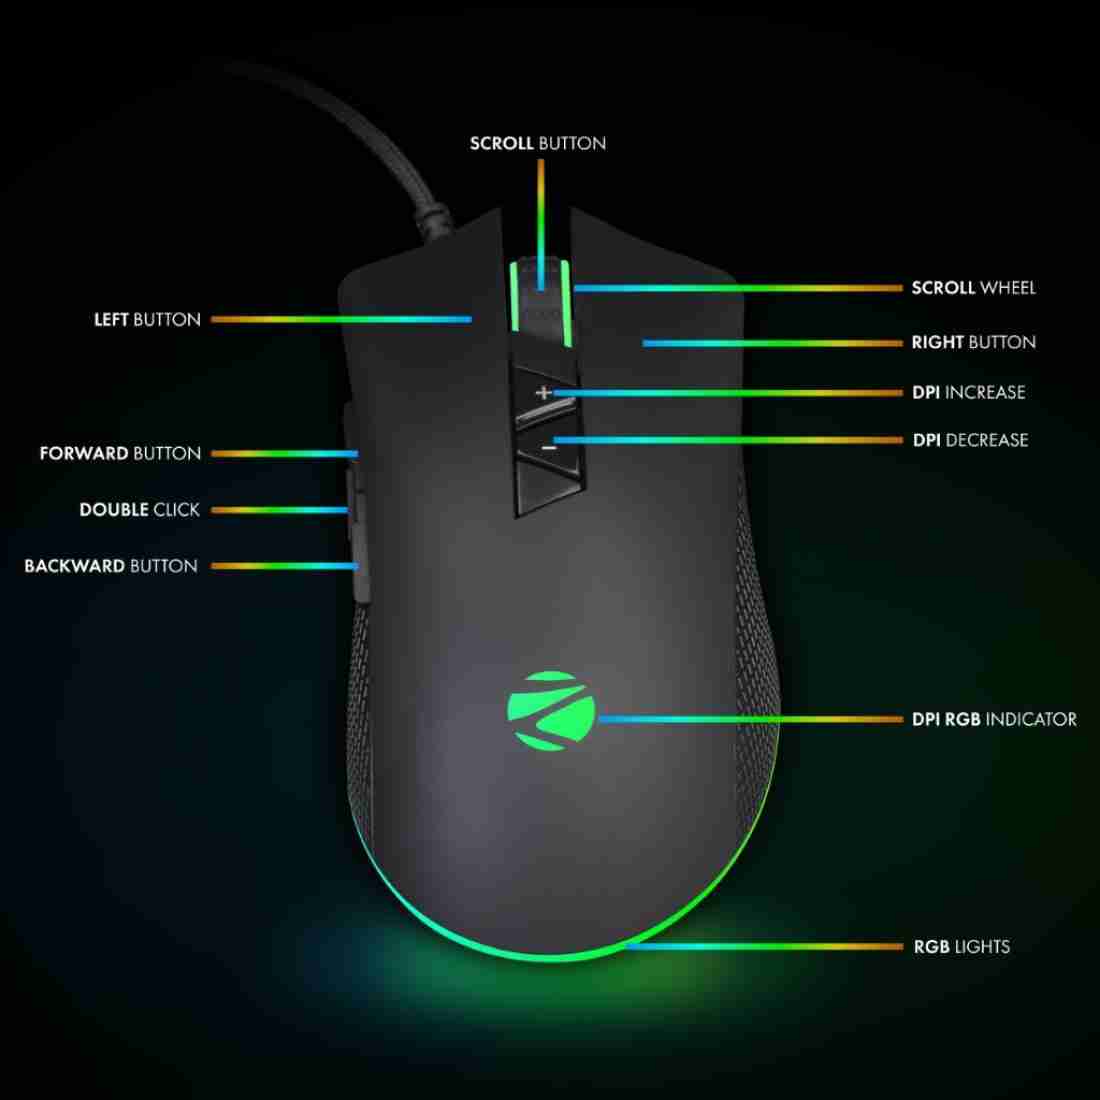 SCROLL BUTTON
SCROLL WHEEL
LEFT BUTTON
RIGHT BUTTON
+
DPI INCREASE
–
DPI DECREASE
FORWARD BUTTON
DOUBLE CLICK
BACKWARD BUTTON
DPI RGB INDICATOR
RGB LIGHTS